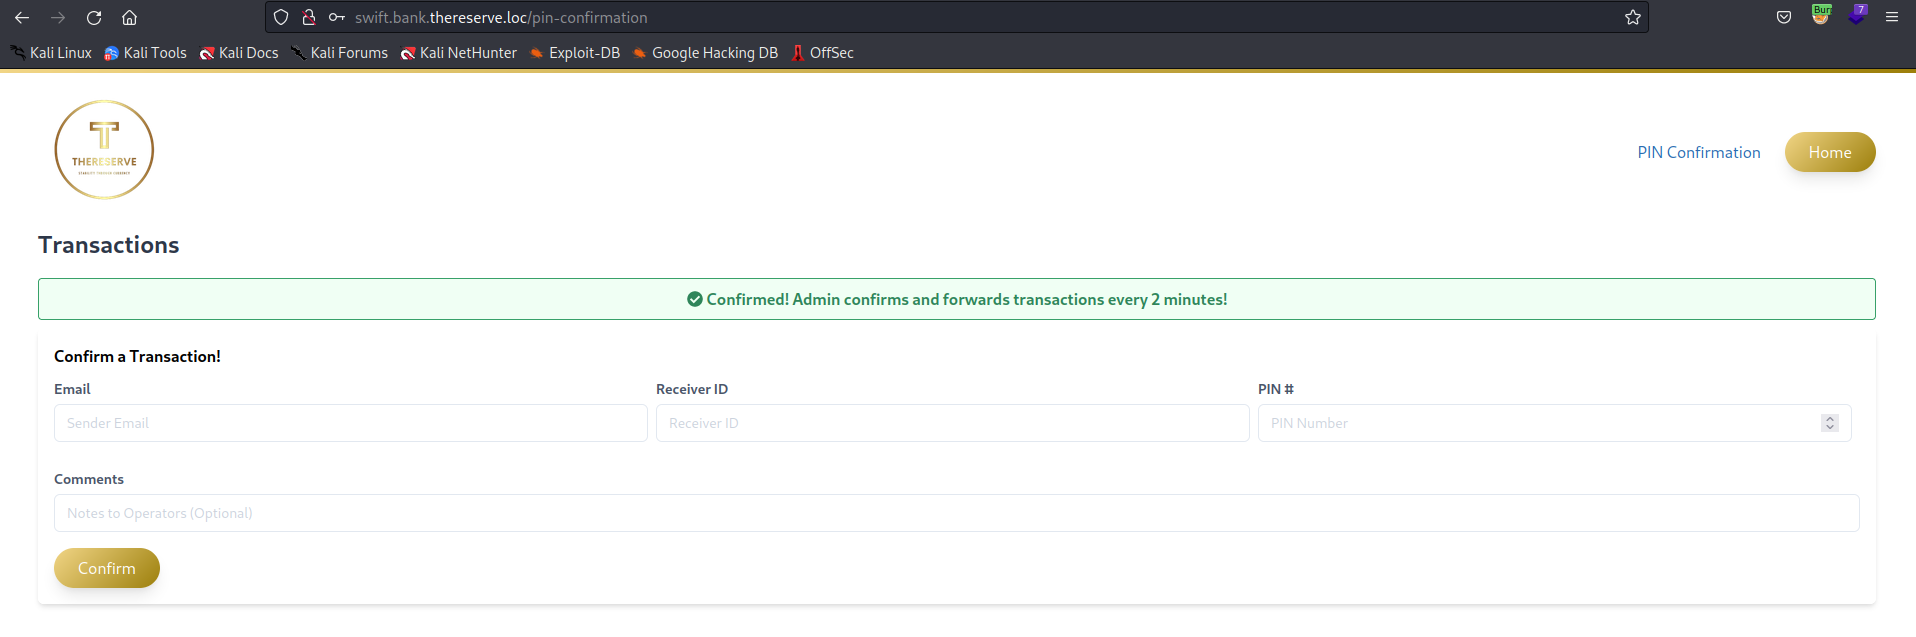 swift.bank.thereserve.loc/pin-confirmation
7
Kali Linux Kali Tools Kali Docs Kali Forums Kali NetHunter Exploit-DB Google Hacking DB OffSec
T
THERESERVE
PIN Confirmation Home
Transactions
Confirmed! Admin confirms and forwards transactions every 2 minutes!
Confirm a Transaction!
Email Receiver ID PIN #
Sender Email Receiver ID PIN Number
Comments
Notes to Operators (Optional)
Confirm